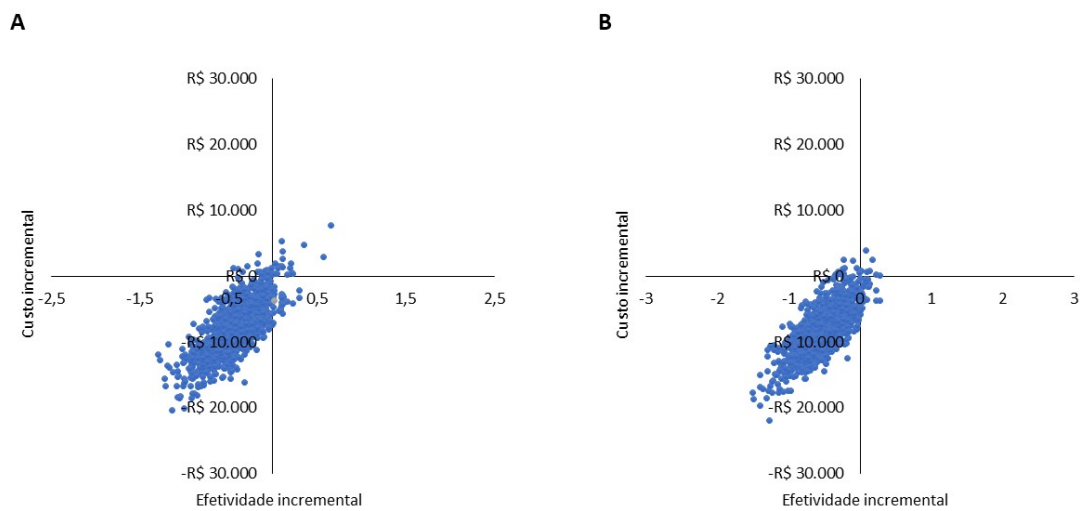 A
R$ 30.000
R$ 20.000
R$ 10.000
R$ 0
-2,5 -1,5 -0,5 0,5 1,5 2,5
-R$ 10.000
-R$ 20.000
-R$ 30.000
Custo incremental
Efetividade incremental
B
R$ 30.000
R$ 20.000
R$ 10.000
R$ 0
-3 -2 -1 0 1 2 3
-R$ 10.000
-R$ 20.000
-R$ 30.000
Custo incremental
Efetividade incremental